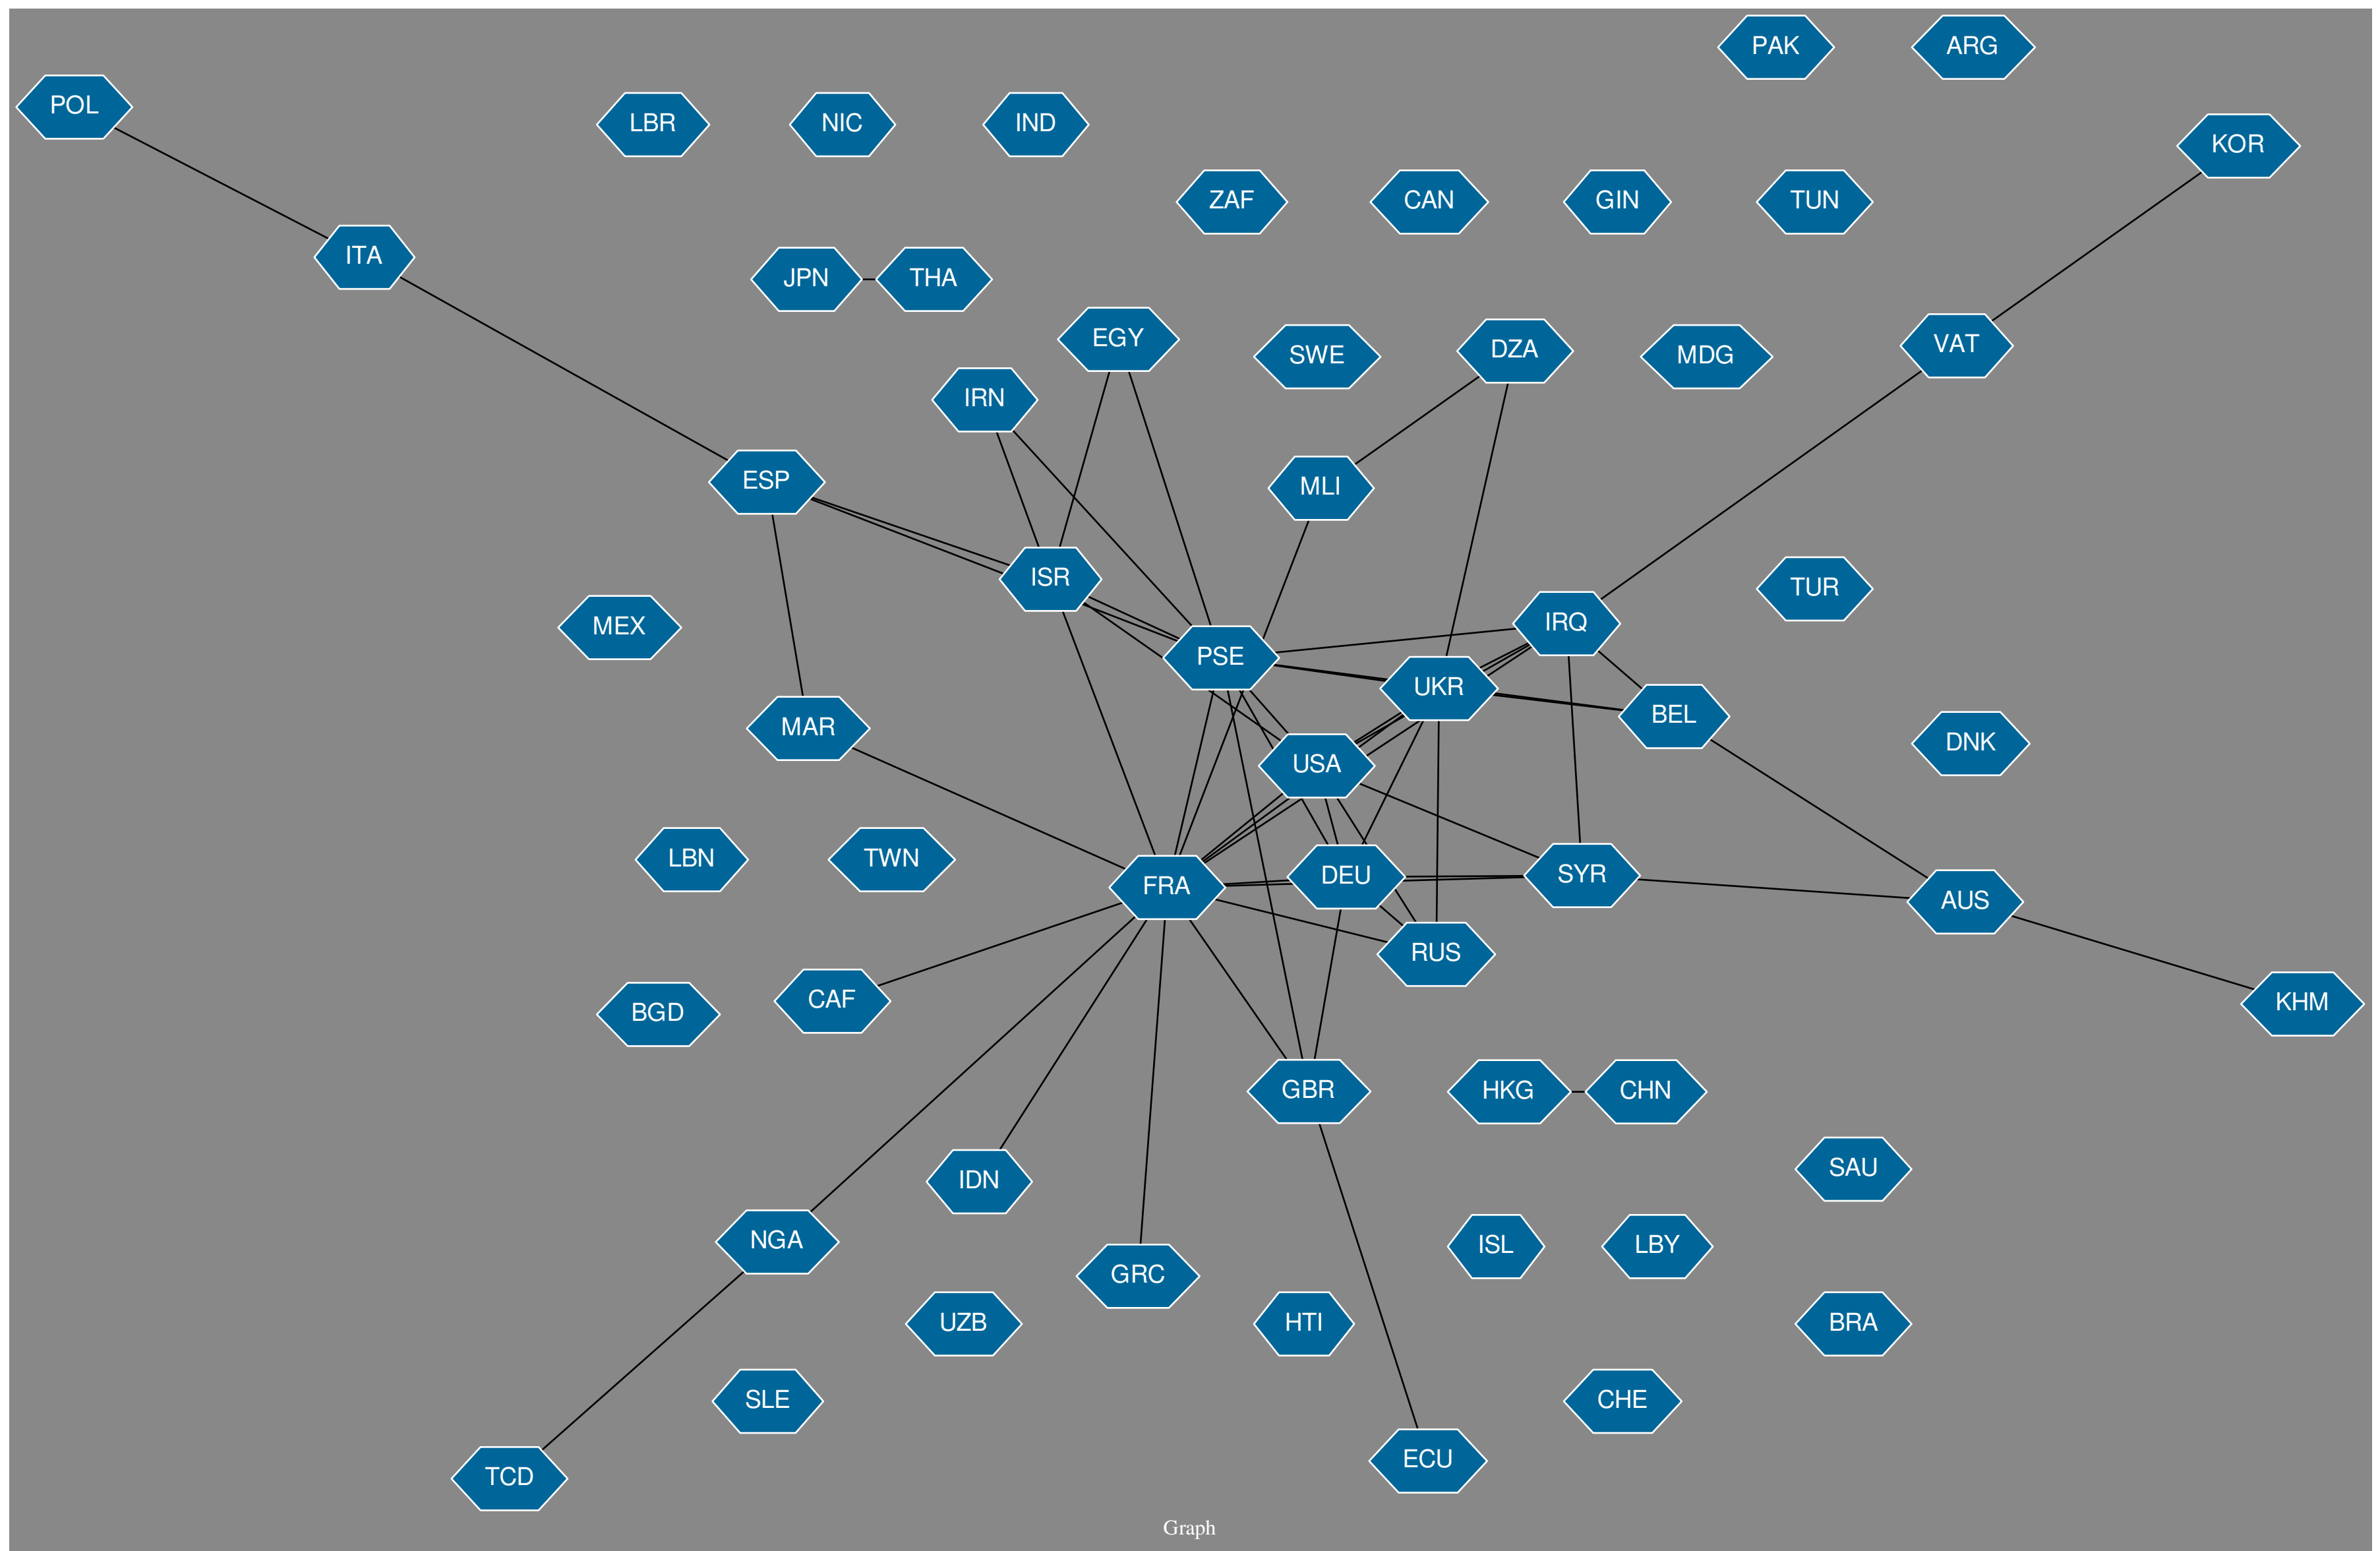 PAK
ARG
POL
LBR
NIC
IND
KOR
ZAF
CAN
GIN
TUN
ITA
JPN
THA
EGY
SWE
DZA
MDG
VAT
IRN
ESP
MLI
ISR
TUR
MEX
IRQ
PSE
UKR
BEL
MAR
DNK
USA
LBN
TWN
FRA
DEU
SYR
AUS
RUS
CAF
BGD
KHM
GBR
HKG
CHN
SAU
IDN
NGA
ISL
LBY
GRC
UZB
HTI
BRA
SLE
CHE
ECU
TCD
Graph